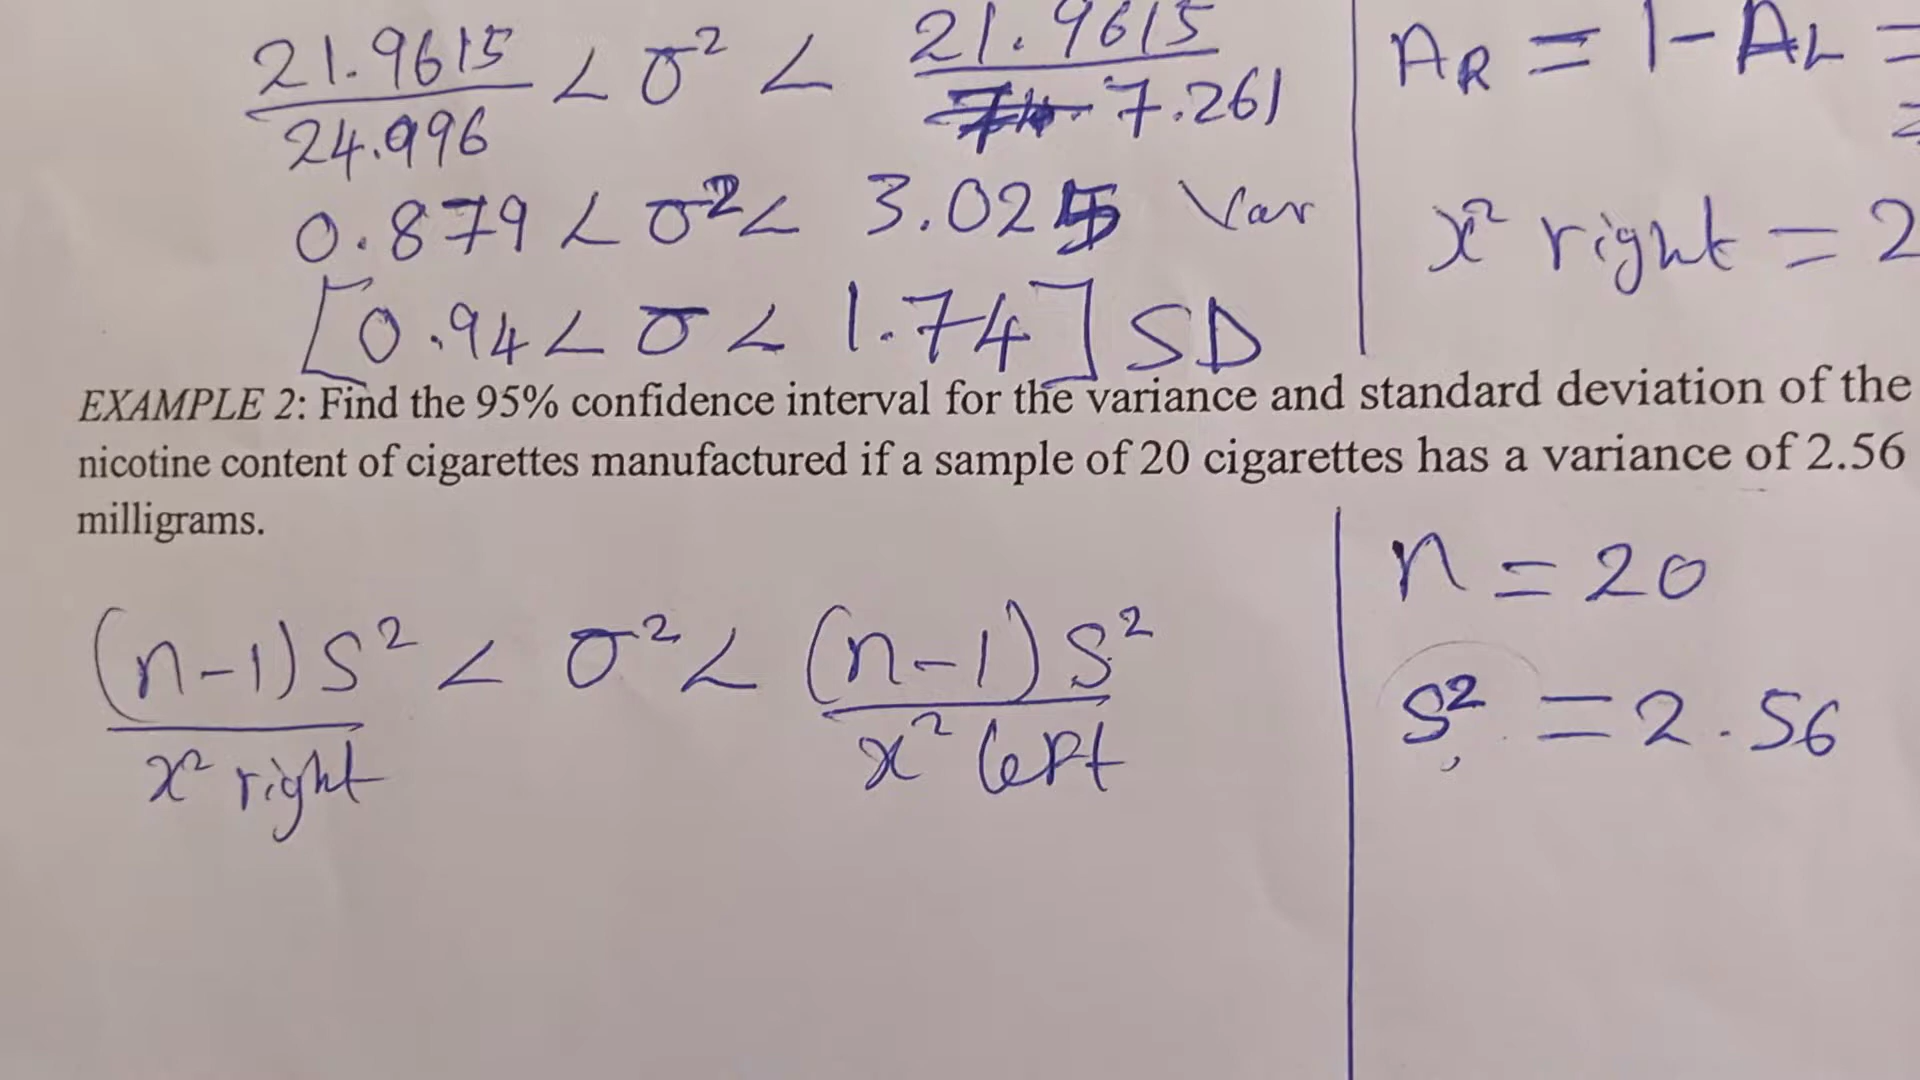 21.9615 < σ² < 21.9615
24.996 7.261
0.879 < σ² < 3.025 Var
[0.94 < σ < 1.74] SD
A_R = 1 - A_L =
x² right = 2
EXAMPLE 2: Find the 95% confidence interval for the variance and standard deviation of the
nicotine content of cigarettes manufactured if a sample of 20 cigarettes has a variance of 2.56
milligrams.
(n-1) S² < σ² < (n-1) S²
x² right x² left
n = 20
S² = 2.56